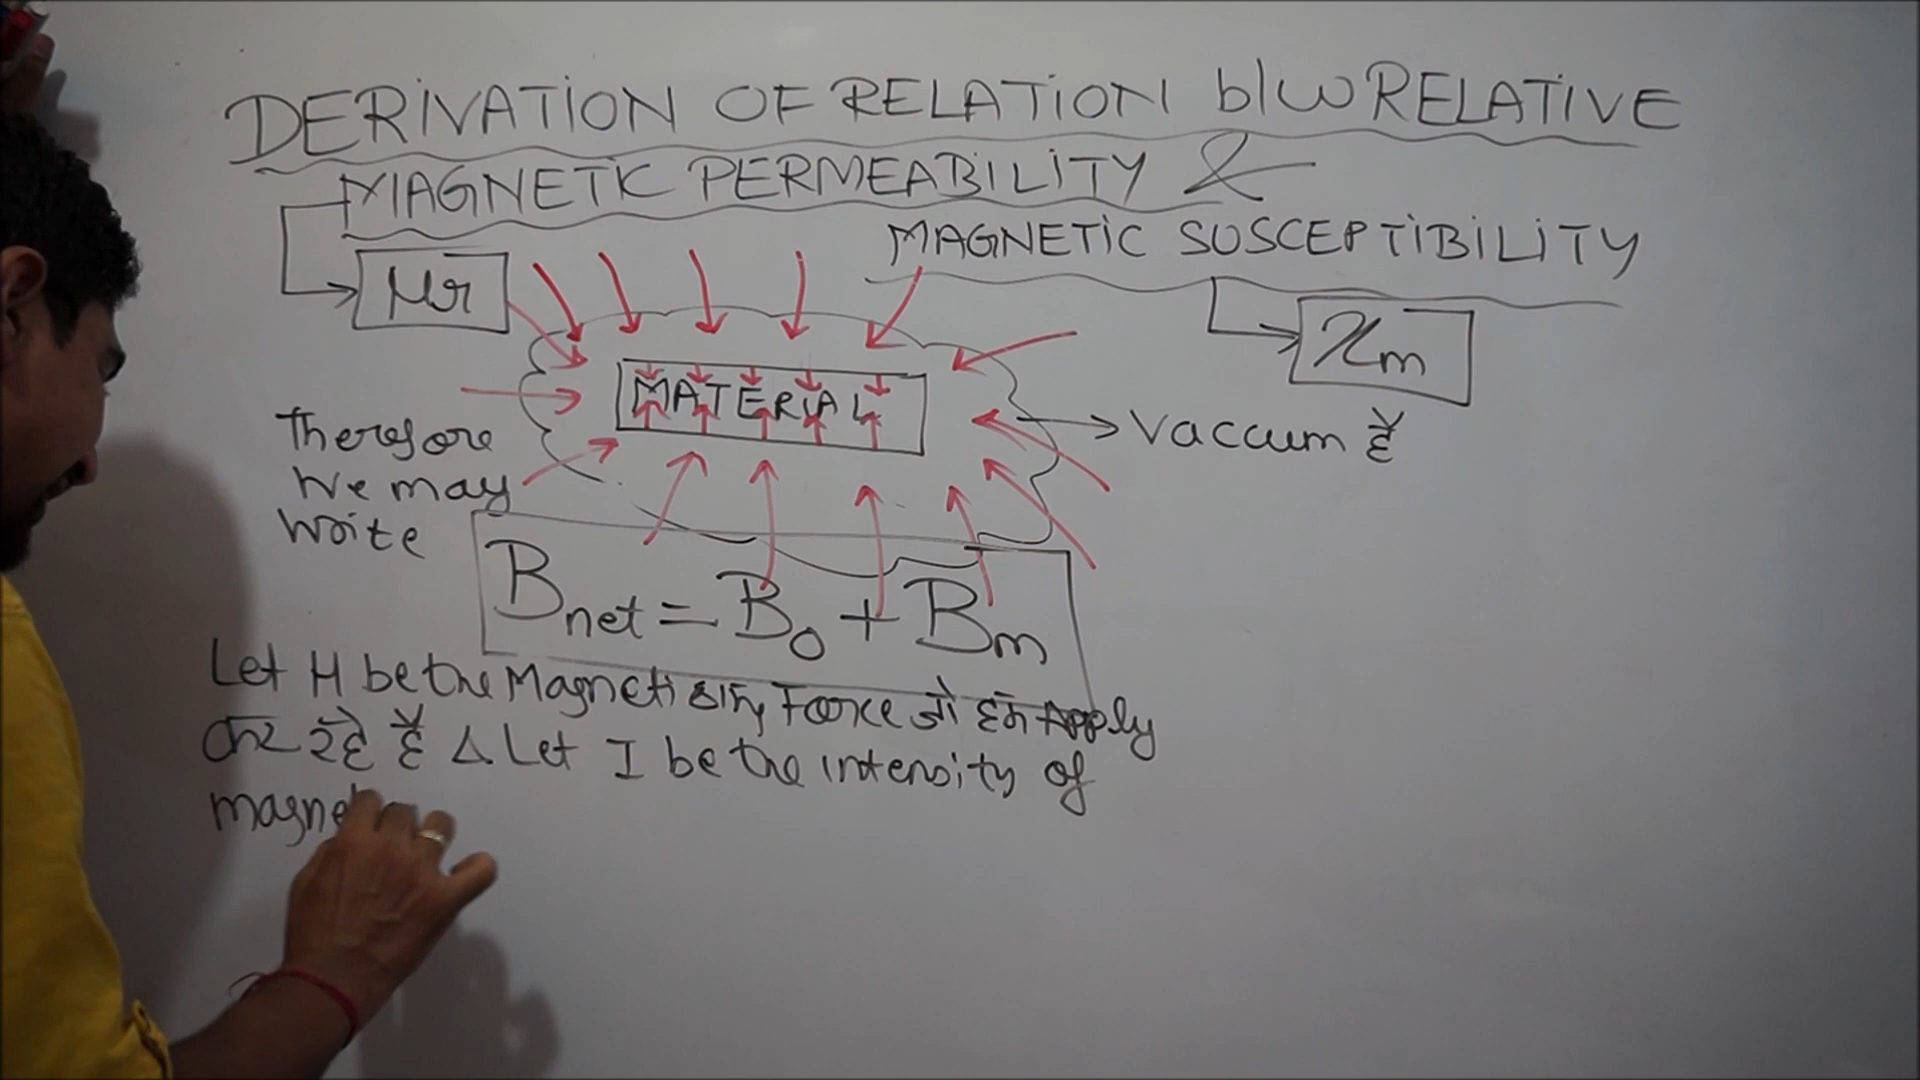 DERIVATION OF RELATION b/w RELATIVE
MAGNETIC PERMEABILITY &
MAGNETIC SUSCEPTIBILITY
μr
χm
MATERIAL
Vaccum है
Therefore
We may
write
Bnet = B0 + Bm
Let H be the Magnetising Force जो हम Apply
कर रहे हैं & Let I be the intensity of
magne